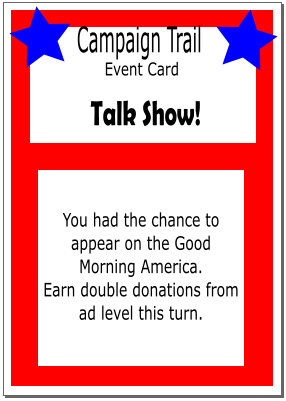 Campaign Trail
Event Card
Talk Show!
You had the chance to
appear on the Good
Morning America.
Earn double donations from
ad level this turn.